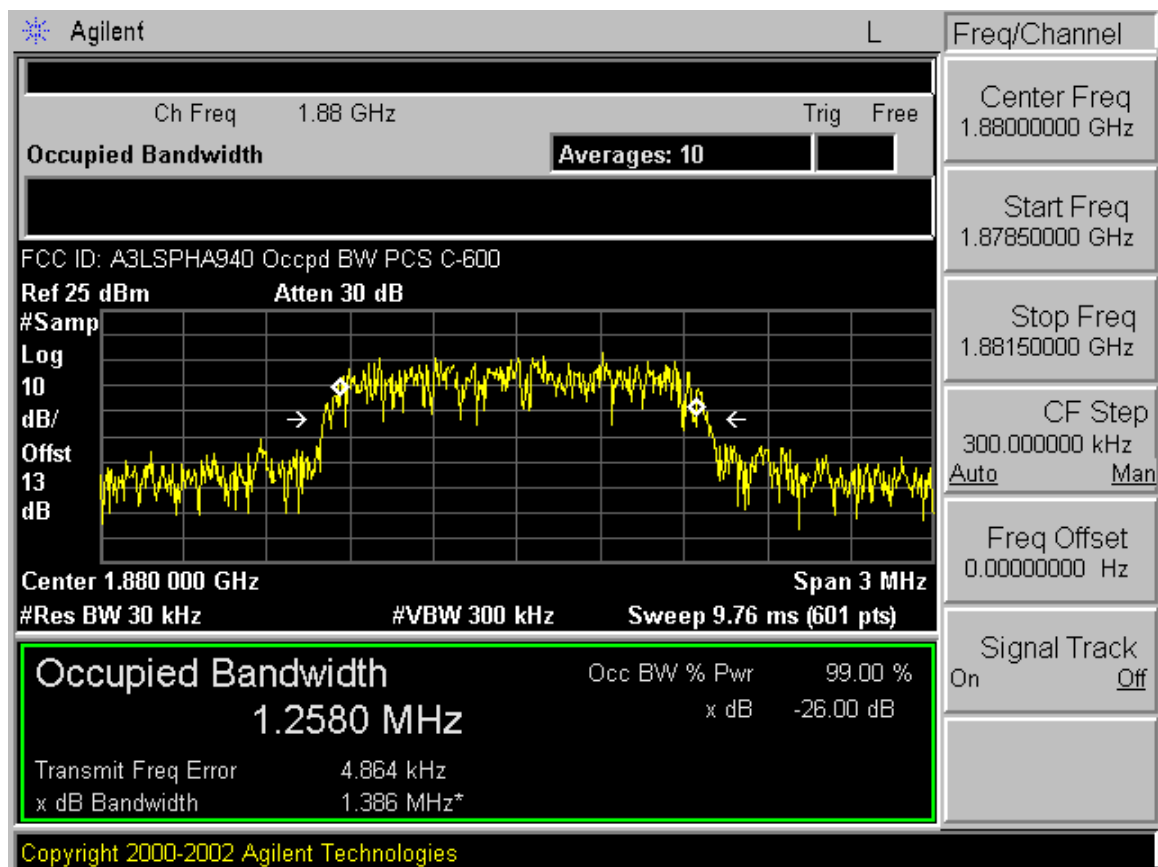 Agilent L
Ch Freq 1.88 GHz Trig Free
Occupied Bandwidth Averages: 10
FCC ID: A3LSPHA940 Occpd BW PCS C-600
Ref 25 dBm Atten 30 dB
#Samp
Log
10
dB/
Offst
13
dB
Center 1.880 000 GHz Span 3 MHz
#Res BW 30 kHz #VBW 300 kHz Sweep 9.76 ms (601 pts)
Occupied Bandwidth Occ BW % Pwr 99.00 %
1.2580 MHz x dB -26.00 dB
Transmit Freq Error 4.864 kHz
x dB Bandwidth 1.386 MHz*
Copyright 2000-2002 Agilent Technologies
Freq/Channel
Center Freq
1.88000000 GHz
Start Freq
1.87850000 GHz
Stop Freq
1.88150000 GHz
CF Step
300.000000 kHz
Auto Man
Freq Offset
0.00000000 Hz
Signal Track
On Off